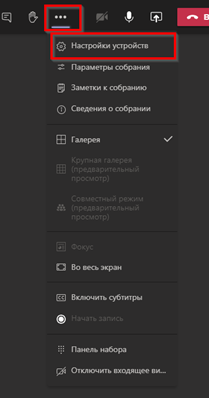 Настройки устройств
Параметры собрания
Заметки к собранию
Сведения о собрании
Галерея
Крупная галерея
(предварительный
просмотр)
Совместный режим
(предварительный
просмотр)
Фокус
Во весь экран
Включить субтитры
Начать запись
Панель набора
Отключить входящее ви...